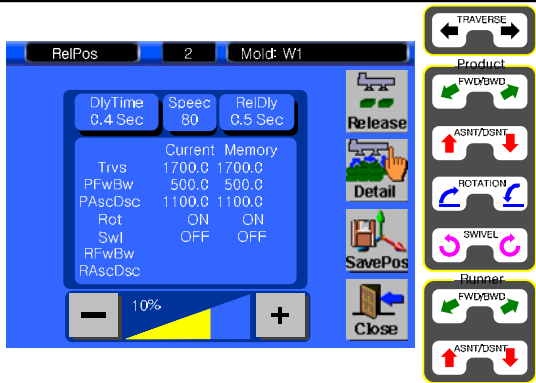 RelPos 2 Mold: W1
DlyTime Speec RelDly
0.4 Sec 80 0.5 Sec
Current Memory
Trvs 1700.0 1700.0
PFwBw 500.0 500.0
PAscDsc 1100.0 1100.0
Rot ON ON
Swl OFF OFF
RFwBw
RAscDsc
10%
Release
Detail
SavePos
Close
TRAVERSE
Product
FWD/BWD
ASNT/DSNT
ROTATION
SWIVEL
Runner
FWD/BWD
ASNT/DSNT